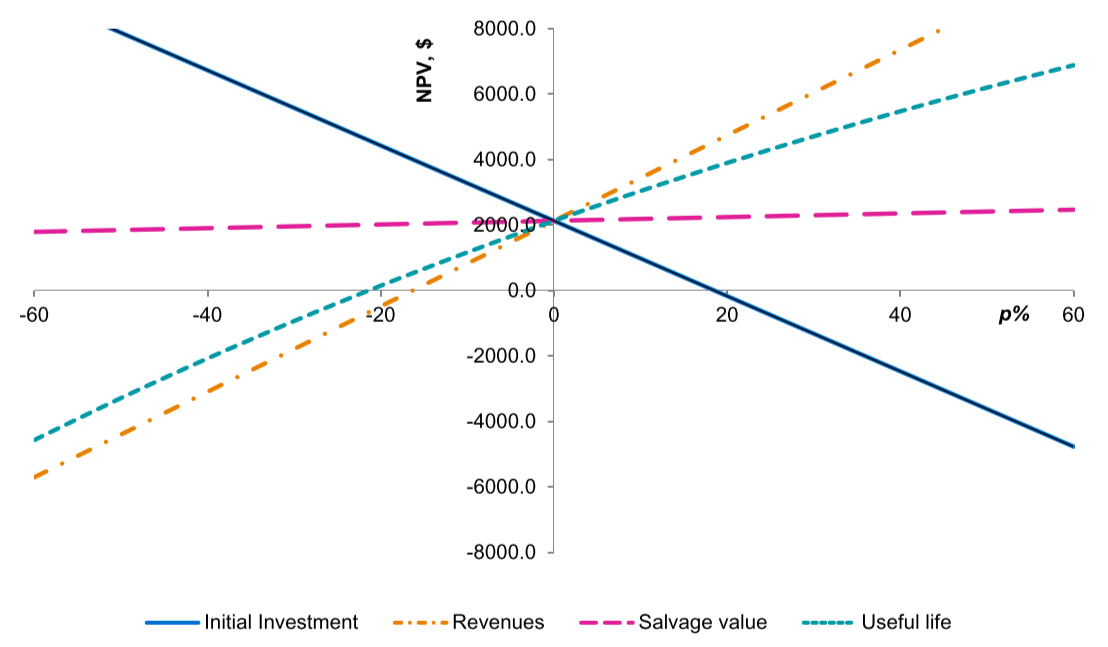 8000.0
NPV, $
6000.0
4000.0
2000.0
0.0
-60
-40
-20
0
20
40
p%
60
-2000.0
-4000.0
-6000.0
-8000.0
Initial Investment
Revenues
Salvage value
Useful life